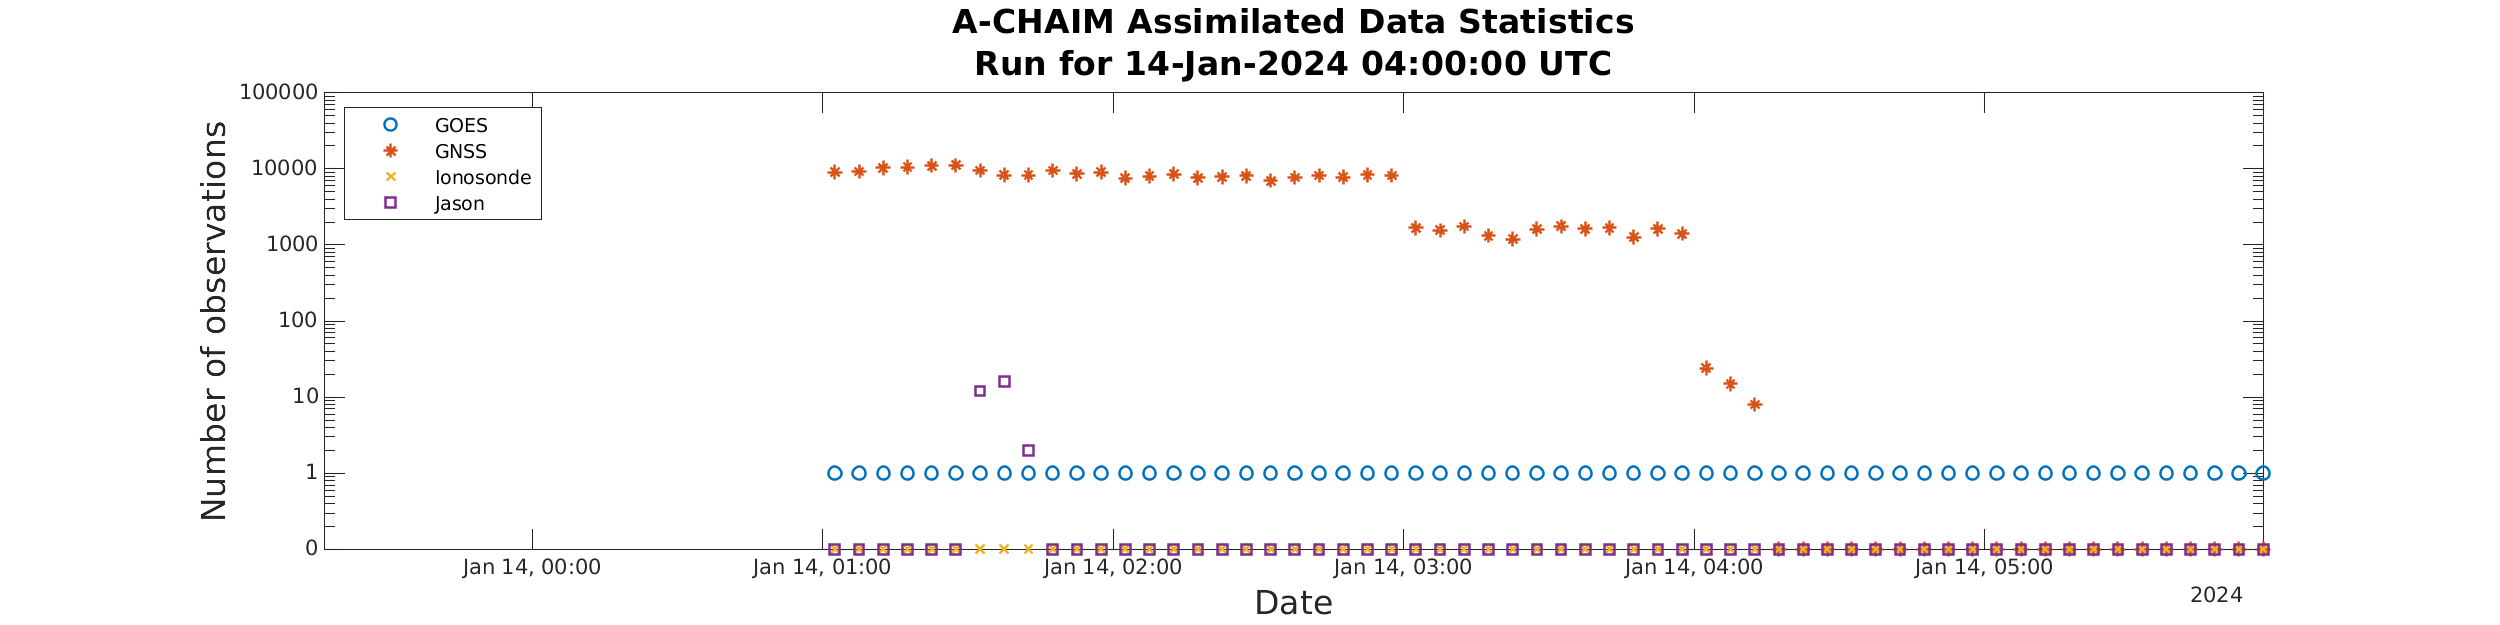 A-CHAIM Assimilated Data Statistics
Run for 14-Jan-2024 04:00:00 UTC
100000
10000
1000
100
10
1
0
Number of observations
GOES
GNSS
Ionosonde
Jason
Jan 14, 00:00
Jan 14, 01:00
Jan 14, 02:00
Jan 14, 03:00
Jan 14, 04:00
Jan 14, 05:00
2024
Date